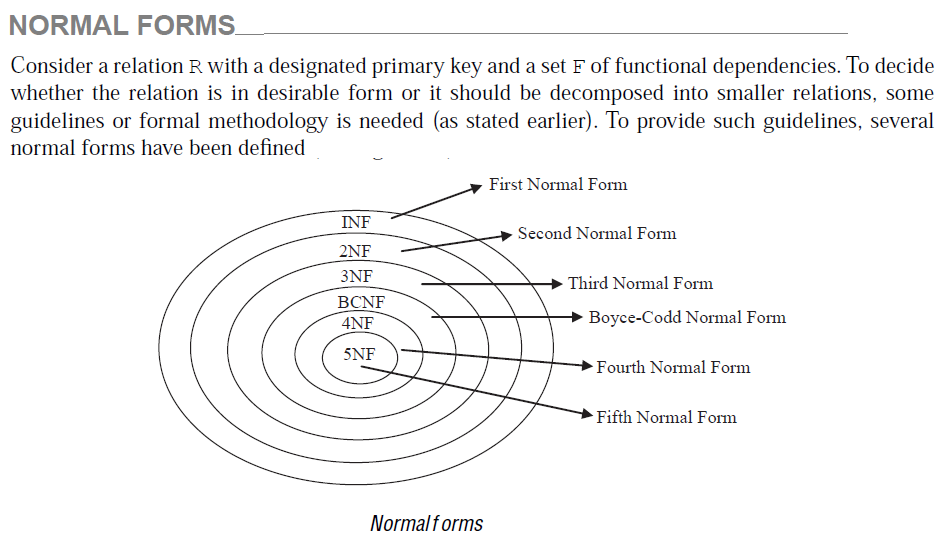 NORMAL FORMS
Consider a relation R with a designated primary key and a set F of functional dependencies. To decide
whether the relation is in desirable form or it should be decomposed into smaller relations, some
guidelines or formal methodology is needed (as stated earlier). To provide such guidelines, several
normal forms have been defined
First Normal Form
INF
Second Normal Form
2NF
3NF
Third Normal Form
BCNF
Boyce-Codd Normal Form
4NF
5NF
Fourth Normal Form
Fifth Normal Form
Normal forms